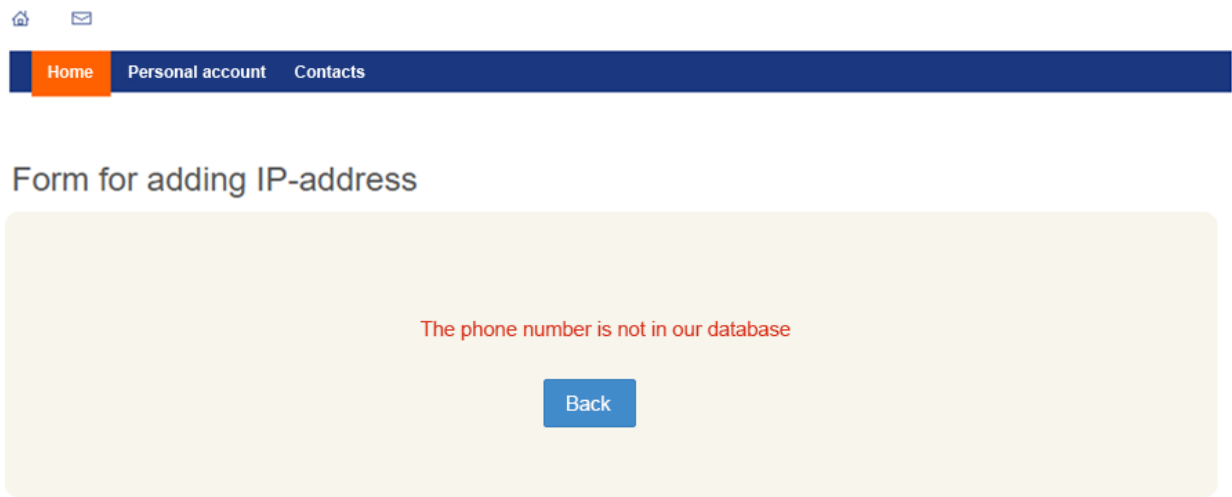 Home Personal account Contacts
Form for adding IP-address
The phone number is not in our database
Back